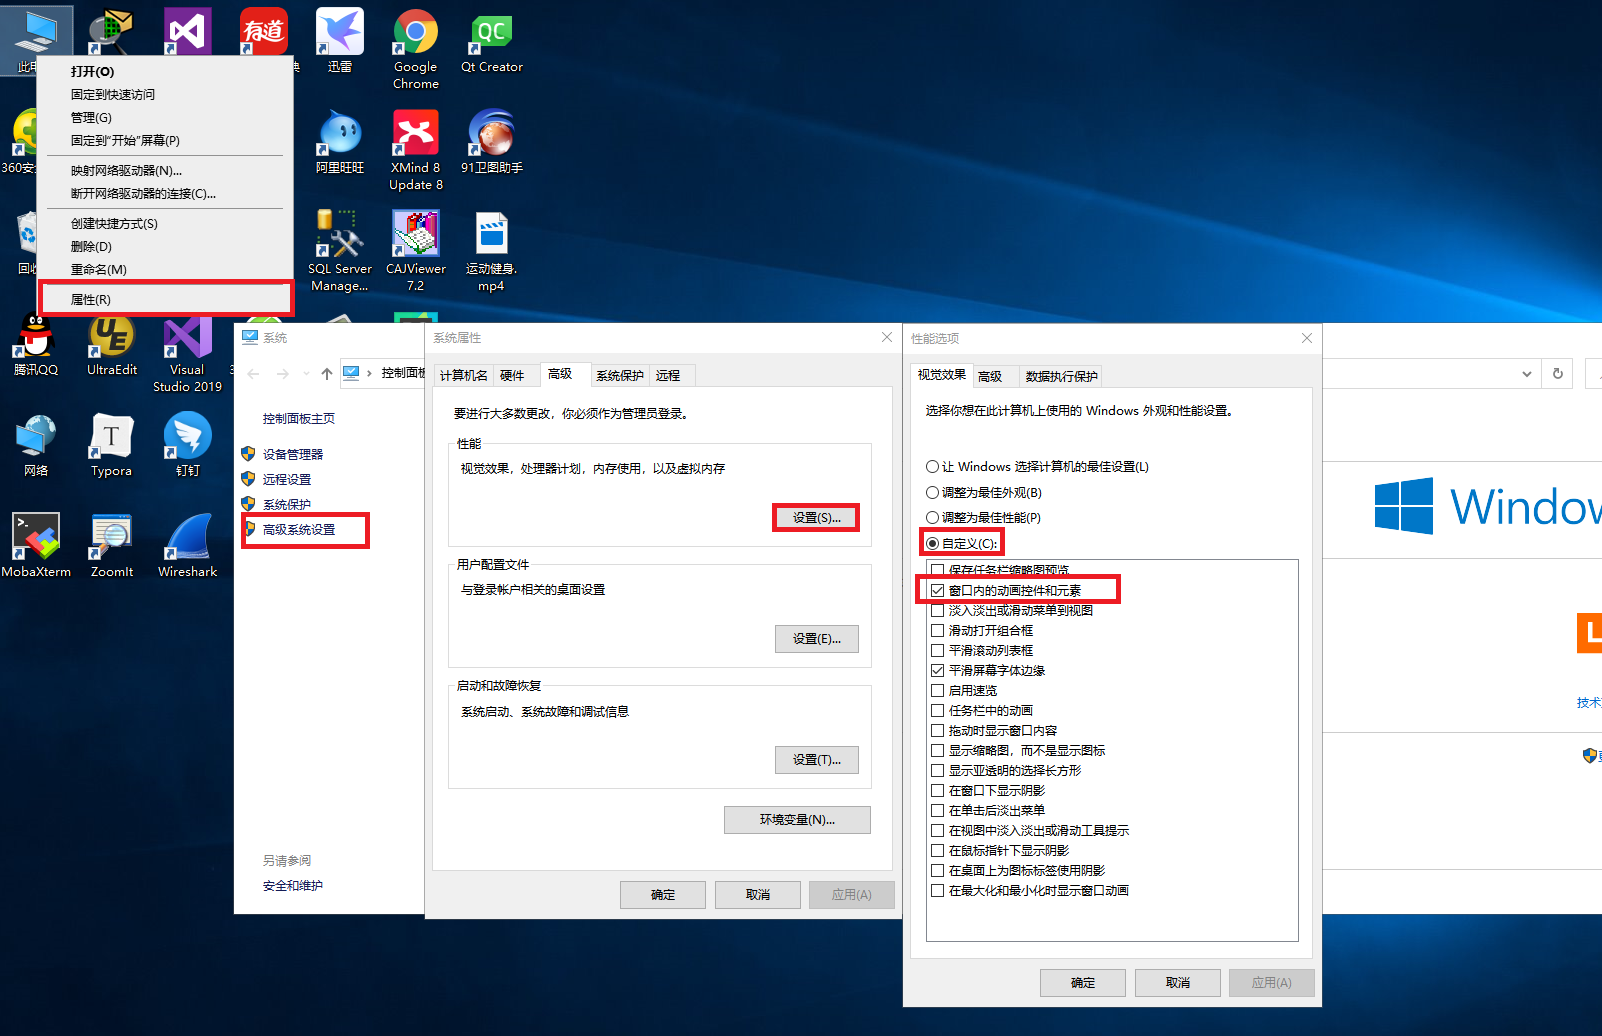 有道
QC
此
迅雷
Google
Chrome
Qt Creator
打开(O)
固定到快速访问
管理(G)
固定到"开始"屏幕(P)
映射网络驱动器(N)...
断开网络驱动器的连接(C)...
创建快捷方式(S)
删除(D)
重命名(M)
属性(R)
360安
阿里旺旺
XMind 8
Update 8
91卫图助手
回收
SQL Server
Manage...
CAJViewer
7.2
运动健身.
mp4
UE
腾讯QQ
UltraEdit
Visual
Studio 2019
T
网络
Typora
钉钉
MobaXterm
ZoomIt
Wireshark
系统
控制面板
控制面板主页
设备管理器
远程设置
系统保护
高级系统设置
另请参阅
安全和维护
系统属性
计算机名
硬件
高级
系统保护
远程
要进行大多数更改，你必须作为管理员登录。
性能
视觉效果，处理器计划，内存使用，以及虚拟内存
设置(S)...
用户配置文件
与登录帐户相关的桌面设置
设置(E)...
启动和故障恢复
系统启动、系统故障和调试信息
设置(T)...
环境变量(N)...
确定
取消
应用(A)
性能选项
视觉效果
高级
数据执行保护
选择你想在此计算机上使用的 Windows 外观和性能设置。
让 Windows 选择计算机的最佳设置(L)
调整为最佳外观(B)
调整为最佳性能(P)
自定义(C):
保存任务栏缩略图预览
窗口内的动画控件和元素
淡入淡出或滑动菜单到视图
滑动打开组合框
平滑滚动列表框
平滑屏幕字体边缘
启用速览
任务栏中的动画
拖动时显示窗口内容
显示缩略图，而不是显示图标
显示亚透明的选择长方形
在窗口下显示阴影
在单击后淡出菜单
在视图中淡入淡出或滑动工具提示
在鼠标指针下显示阴影
在桌面上为图标标签使用阴影
在最大化和最小化时显示窗口动画
确定
取消
应用(A)
Windo
L
技术